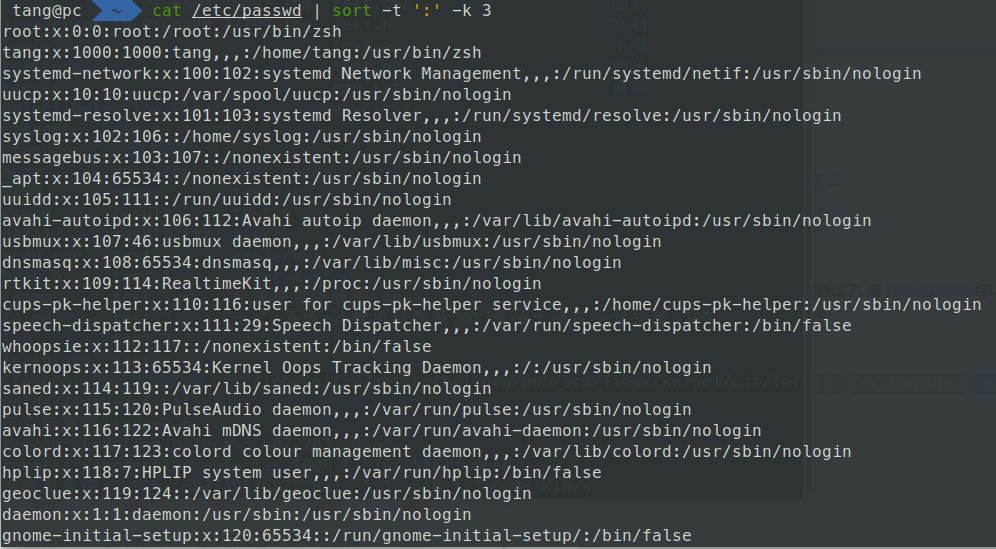 tang@pc ~ cat /etc/passwd | sort -t ':' -k 3
root:x:0:0:root:/root:/usr/bin/zsh
tang:x:1000:1000:tang,,,:/home/tang:/usr/bin/zsh
systemd-network:x:100:102:systemd Network Management,,,:/run/systemd/netif:/usr/sbin/nologin
uucp:x:10:10:uucp:/var/spool/uucp:/usr/sbin/nologin
systemd-resolve:x:101:103:systemd Resolver,,,:/run/systemd/resolve:/usr/sbin/nologin
syslog:x:102:106::/home/syslog:/usr/sbin/nologin
messagebus:x:103:107::/nonexistent:/usr/sbin/nologin
_apt:x:104:65534::/nonexistent:/usr/sbin/nologin
uuidd:x:105:111::/run/uuidd:/usr/sbin/nologin
avahi-autoipd:x:106:112:Avahi autoip daemon,,,:/var/lib/avahi-autoipd:/usr/sbin/nologin
usbmux:x:107:46:usbmux daemon,,,:/var/lib/usbmux:/usr/sbin/nologin
dnsmasq:x:108:65534:dnsmasq,,,:/var/lib/misc:/usr/sbin/nologin
rtkit:x:109:114:RealtimeKit,,,:/proc:/usr/sbin/nologin
cups-pk-helper:x:110:116:user for cups-pk-helper service,,,:/home/cups-pk-helper:/usr/sbin/nologin
speech-dispatcher:x:111:29:Speech Dispatcher,,,:/var/run/speech-dispatcher:/bin/false
whoopsie:x:112:117::/nonexistent:/bin/false
kernoops:x:113:65534:Kernel Oops Tracking Daemon,,,:/:/usr/sbin/nologin
saned:x:114:119::/var/lib/saned:/usr/sbin/nologin
pulse:x:115:120:PulseAudio daemon,,,:/var/run/pulse:/usr/sbin/nologin
avahi:x:116:122:Avahi mDNS daemon,,,:/var/run/avahi-daemon:/usr/sbin/nologin
colord:x:117:123:colord colour management daemon,,,:/var/lib/colord:/usr/sbin/nologin
hplip:x:118:7:HPLIP system user,,,:/var/run/hplip:/bin/false
geoclue:x:119:124::/var/lib/geoclue:/usr/sbin/nologin
daemon:x:1:1:daemon:/usr/sbin:/usr/sbin/nologin
gnome-initial-setup:x:120:65534::/run/gnome-initial-setup/:/bin/false